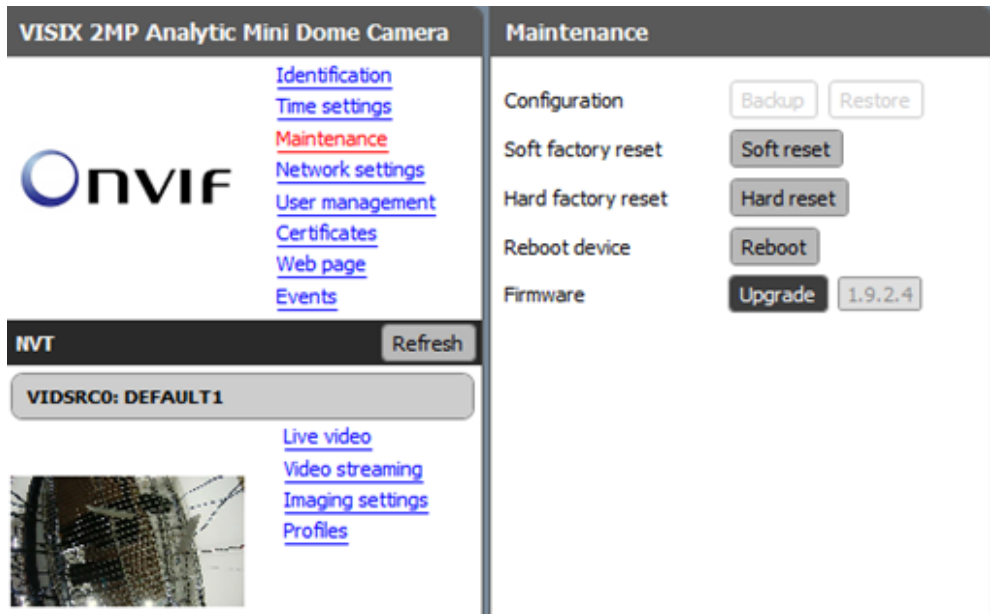 VISIX 2MP Analytic Mini Dome Camera
Identification
Time settings
Maintenance
Network settings
User management
Certificates
Web page
Events
Onvif
NVT Refresh
VIDSRC0: DEFAULT1
Live video
Video streaming
Imaging settings
Profiles
Maintenance
Configuration Backup Restore
Soft factory reset Soft reset
Hard factory reset Hard reset
Reboot device Reboot
Firmware Upgrade 1.9.2.4